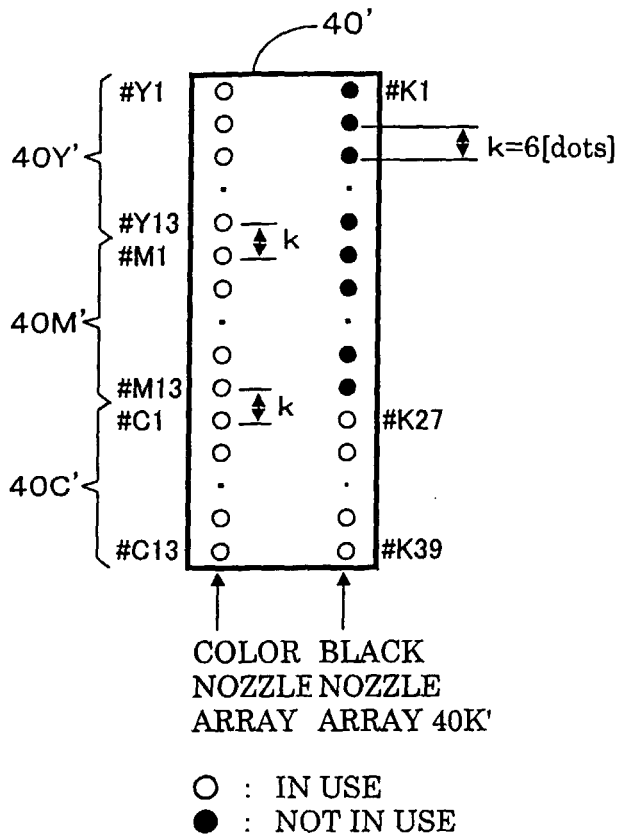 40'
#Y1 #K1
40Y' k=6[dots]
#Y13 k
#M1
40M'
#M13 k
#C1 #K27
40C'
#C13 #K39
COLOR BLACK
NOZZLE NOZZLE
ARRAY ARRAY 40K'
○ : IN USE
● : NOT IN USE